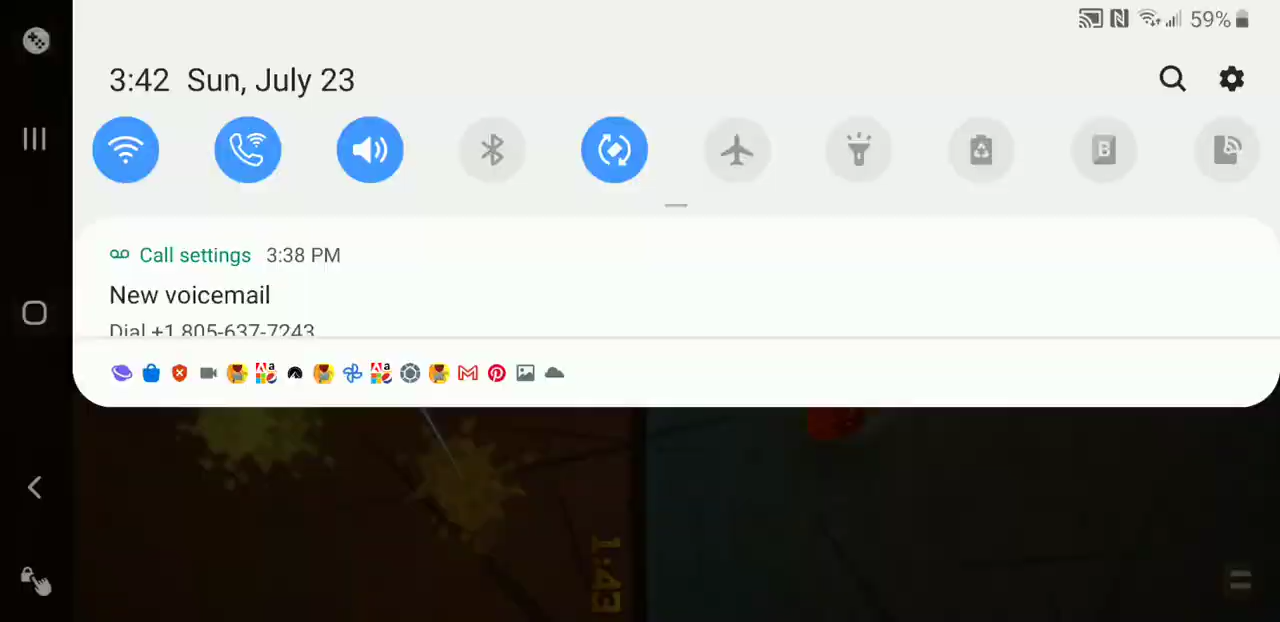 59%
3:42 Sun, July 23
B
Call settings 3:38 PM
New voicemail
Dial +1 805-637-7243
1:43